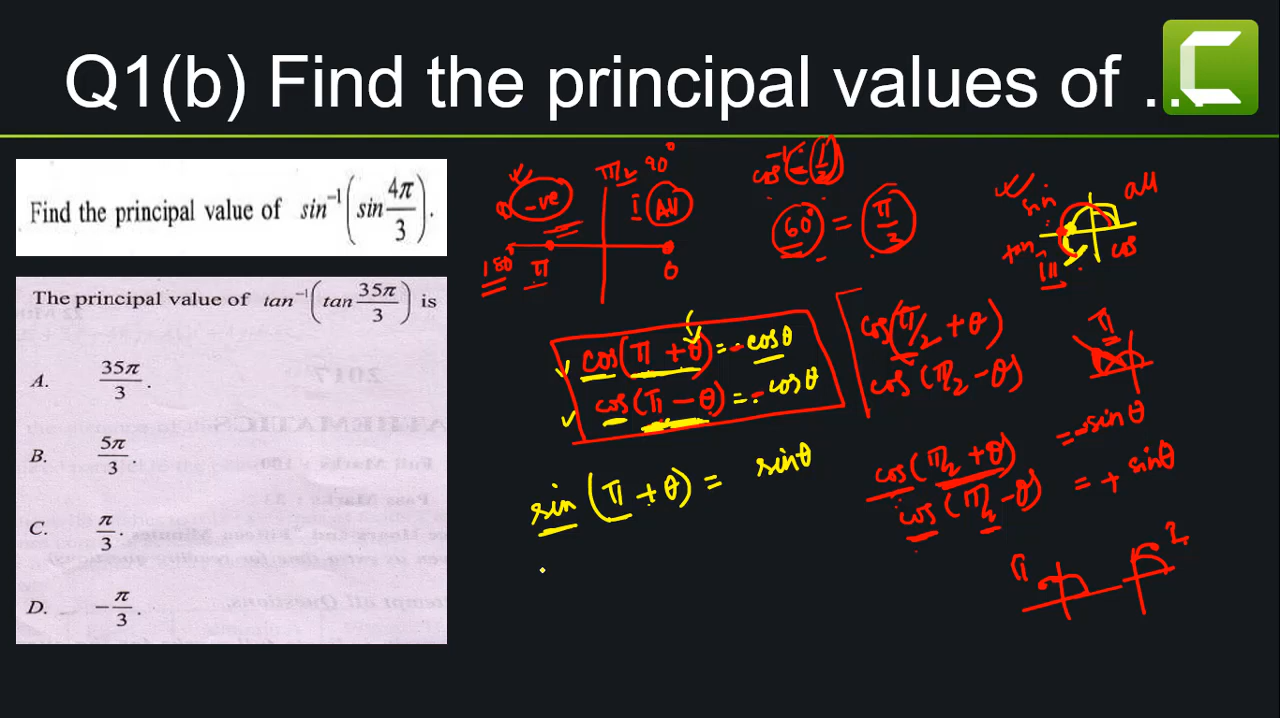 Q1(b) Find the principal values of ...
Find the principal value of sin⁻¹(sin 4π/3).
The principal value of tan⁻¹(tan 35π/3) is
A. 35π/3.
B. 5π/3.
C. π/3.
D. -π/3.
π/2 90°
-ve
I All
180° π 0
cos⁻¹
60° = π/3
sin all
tan cos
III
cos(π + θ) = -cosθ
cos(π - θ) = -cosθ
sin(π + θ) = sinθ
cos(π/2 + θ)
cos(π/2 - θ)
π
cos(π/2 + θ) = -sinθ
cos(π/2 - θ) = + sinθ
π